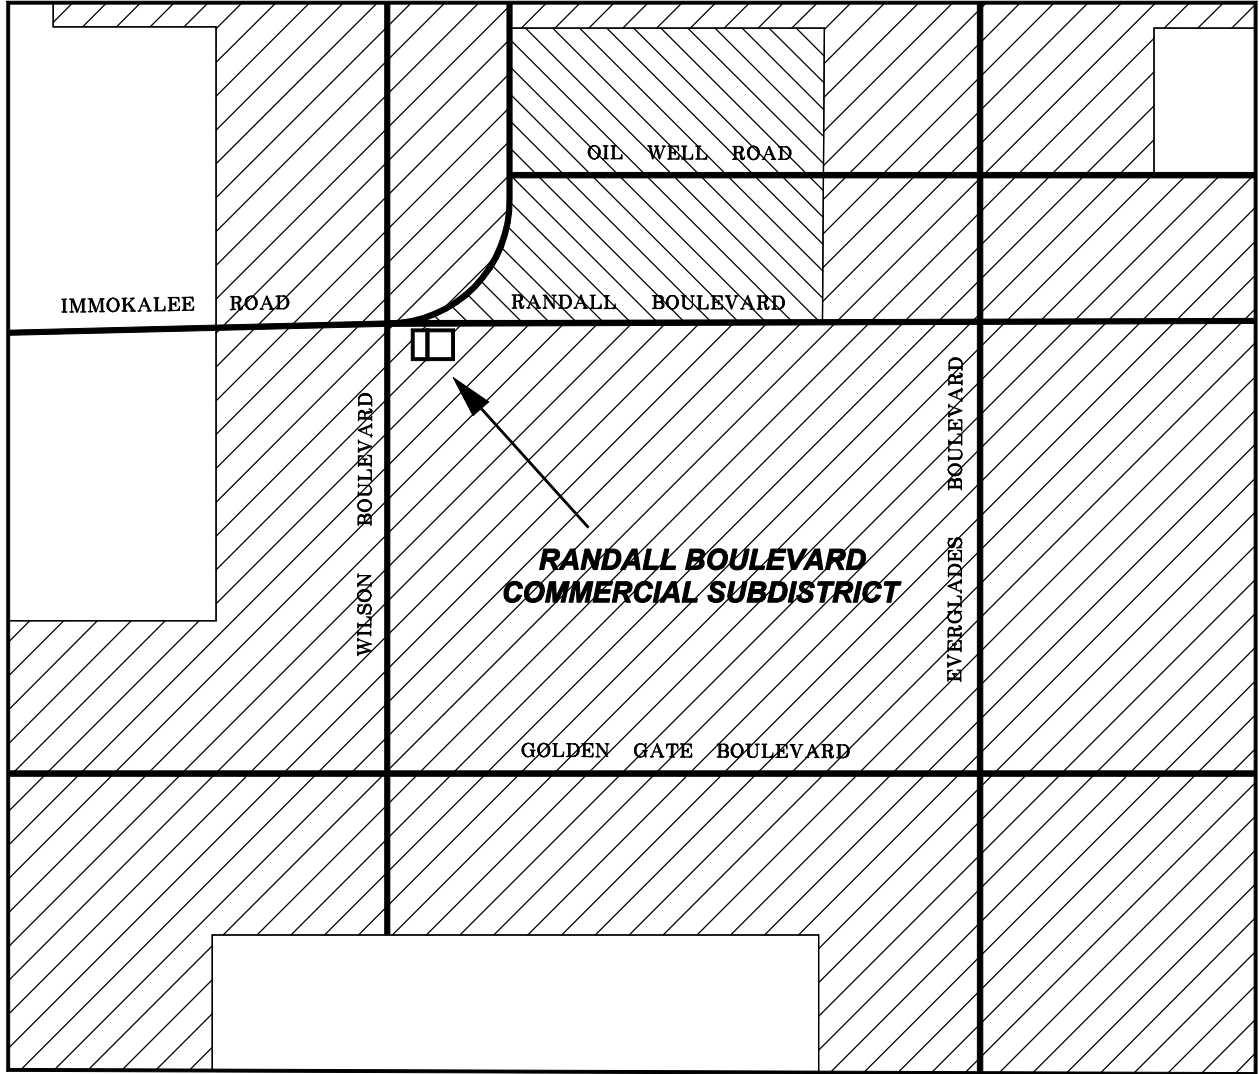 OIL WELL ROAD
IMMOKALEE ROAD
RANDALL BOULEVARD
WILSON BOULEVARD
EVERGLADES BOULEVARD
RANDALL BOULEVARD
COMMERCIAL SUBDISTRICT
GOLDEN GATE BOULEVARD